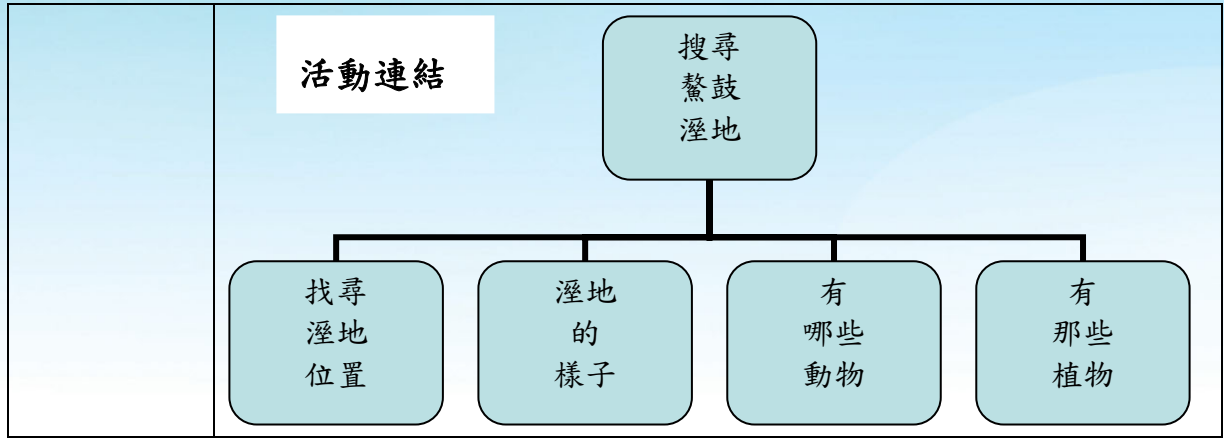 活動連結
搜尋
鰲鼓
溼地
找尋
溼地
位置
溼地
的
樣子
有
哪些
動物
有
那些
植物